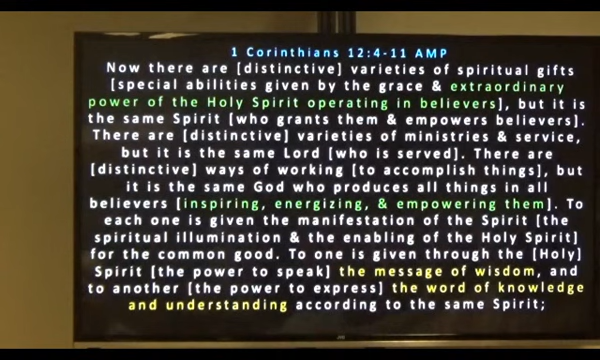 1 Corinthians 12:4-11 AMP
Now there are [distinctive] varieties of spiritual gifts
[special abilities given by the grace & extraordinary
power of the Holy Spirit operating in believers], but it is
the same Spirit [who grants them & empowers believers].
There are [distinctive] varieties of ministries & service,
but it is the same Lord [who is served]. There are
[distinctive] ways of working [to accomplish things], but
it is the same God who produces all things in all
believers [inspiring, energizing, & empowering them]. To
each one is given the manifestation of the Spirit [the
spiritual illumination & the enabling of the Holy Spirit]
for the common good. To one is given through the [Holy]
Spirit [the power to speak] the message of wisdom, and
to another [the power to express] the word of knowledge
and understanding according to the same Spirit;